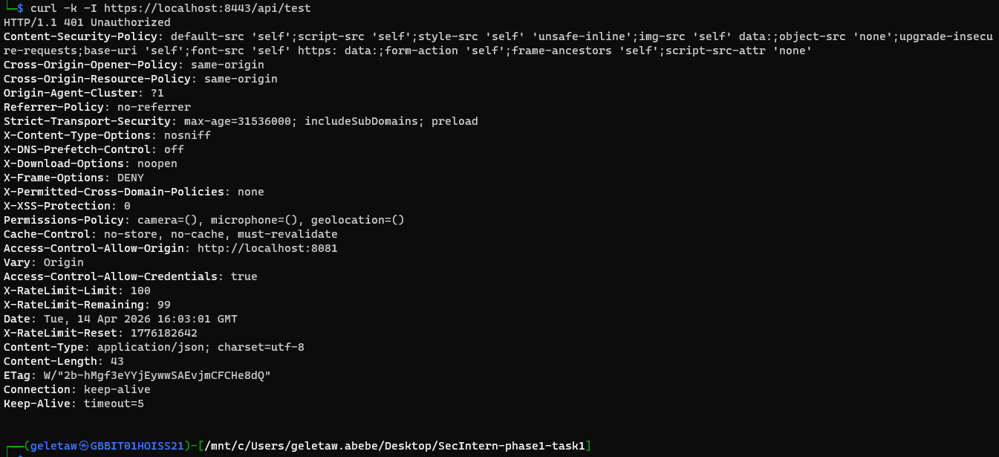 └─$ curl -k -I https://localhost:8443/api/test
HTTP/1.1 401 Unauthorized
Content-Security-Policy: default-src 'self';script-src 'self';style-src 'self' 'unsafe-inline';img-src 'self' data:;object-src 'none';upgrade-insecu
re-requests;base-uri 'self';font-src 'self' https: data:;form-action 'self';frame-ancestors 'self';script-src-attr 'none'
Cross-Origin-Opener-Policy: same-origin
Cross-Origin-Resource-Policy: same-origin
Origin-Agent-Cluster: ?1
Referrer-Policy: no-referrer
Strict-Transport-Security: max-age=31536000; includeSubDomains; preload
X-Content-Type-Options: nosniff
X-DNS-Prefetch-Control: off
X-Download-Options: noopen
X-Frame-Options: DENY
X-Permitted-Cross-Domain-Policies: none
X-XSS-Protection: 0
Permissions-Policy: camera=(), microphone=(), geolocation=()
Cache-Control: no-store, no-cache, must-revalidate
Access-Control-Allow-Origin: http://localhost:8081
Vary: Origin
Access-Control-Allow-Credentials: true
X-RateLimit-Limit: 100
X-RateLimit-Remaining: 99
Date: Tue, 14 Apr 2026 16:03:01 GMT
X-RateLimit-Reset: 1776182642
Content-Type: application/json; charset=utf-8
Content-Length: 43
ETag: W/"2b-hMgf3eYYjEywwSAEvjmCFCHe8dQ"
Connection: keep-alive
Keep-Alive: timeout=5
┌──(geletaw㉿GBBIT01HOISS21)-[/mnt/c/Users/geletaw.abebe/Desktop/SecIntern-phase1-task1]